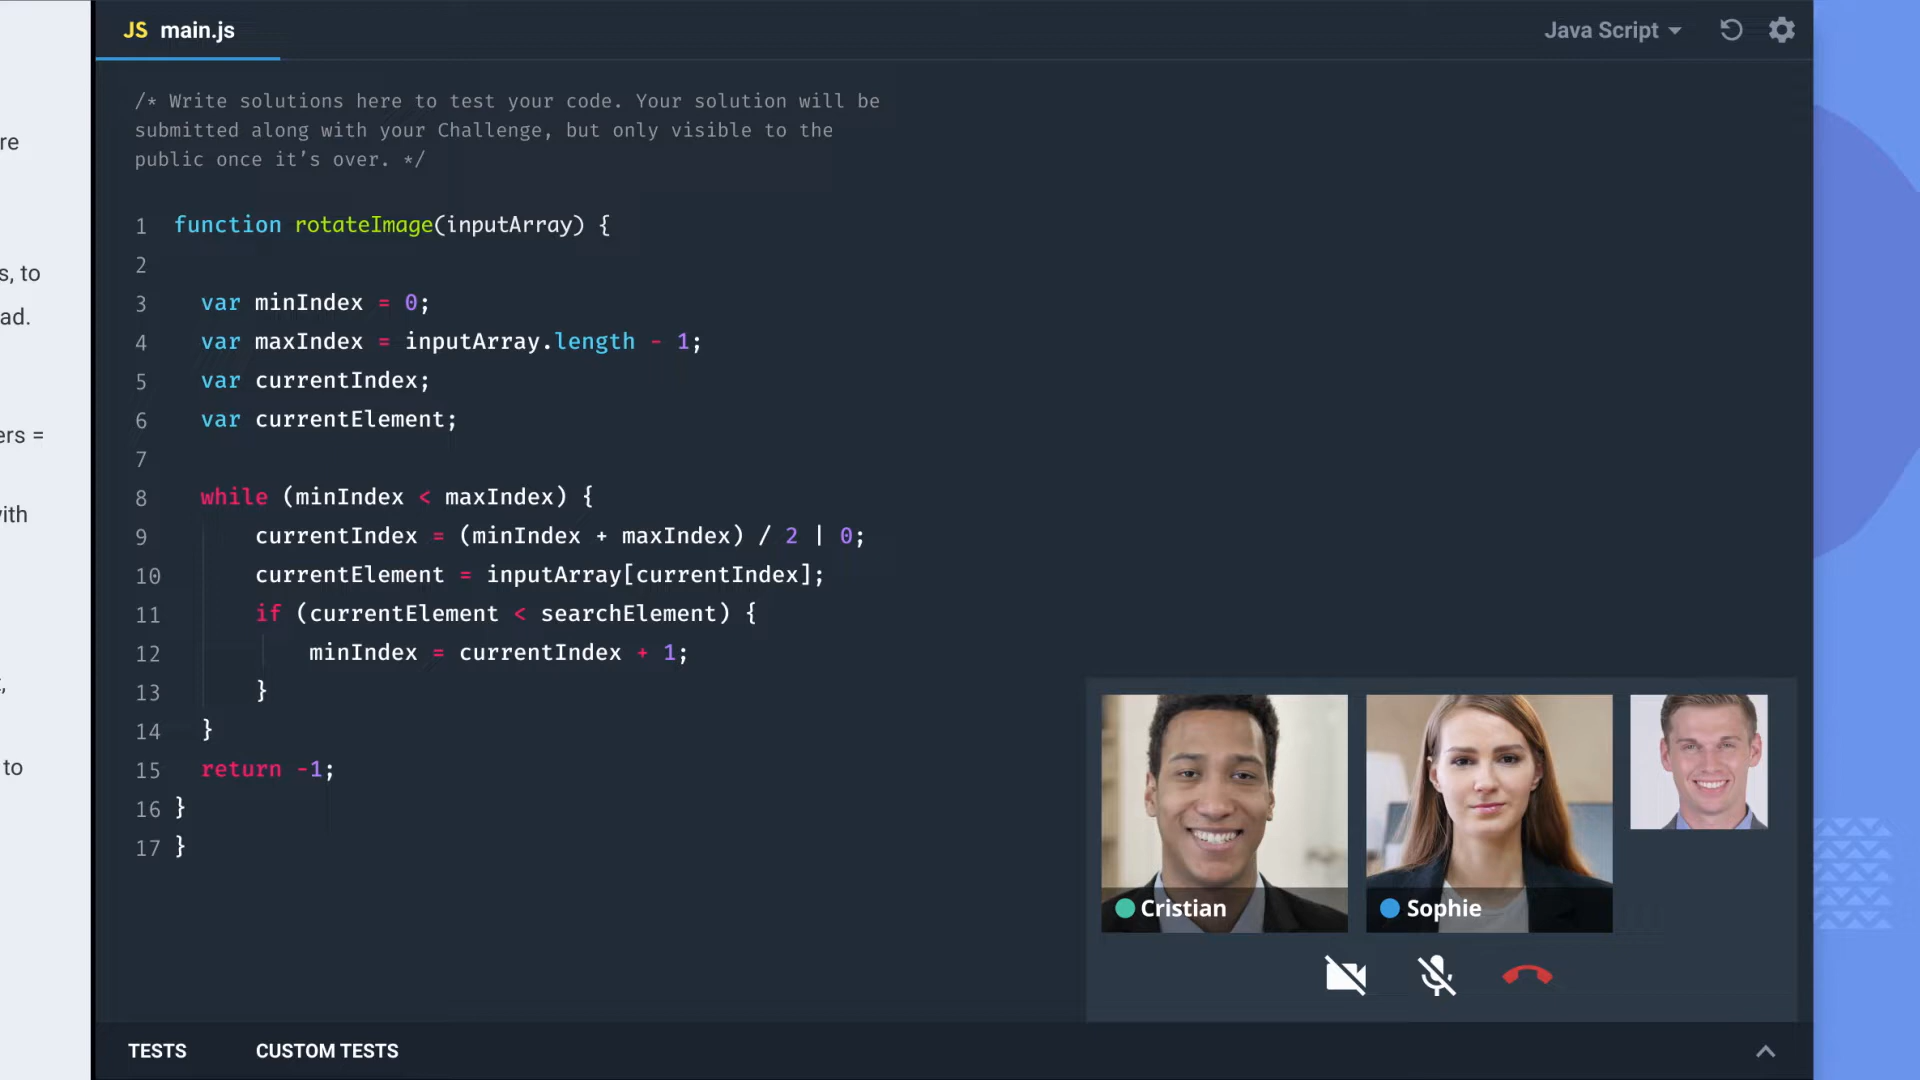 JS main.js
Java Script
re
s, to
ad.
ers =
ith
to
/* Write solutions here to test your code. Your solution will be
submitted along with your Challenge, but only visible to the
public once it’s over. */
1 function rotateImage(inputArray) {
2
3 var minIndex = 0;
4 var maxIndex = inputArray.length - 1;
5 var currentIndex;
6 var currentElement;
7
8 while (minIndex < maxIndex) {
9 currentIndex = (minIndex + maxIndex) / 2 | 0;
10 currentElement = inputArray[currentIndex];
11 if (currentElement < searchElement) {
12 minIndex = currentIndex + 1;
13 }
14 }
15 return -1;
16 }
17 }
Cristian
Sophie
TESTS
CUSTOM TESTS